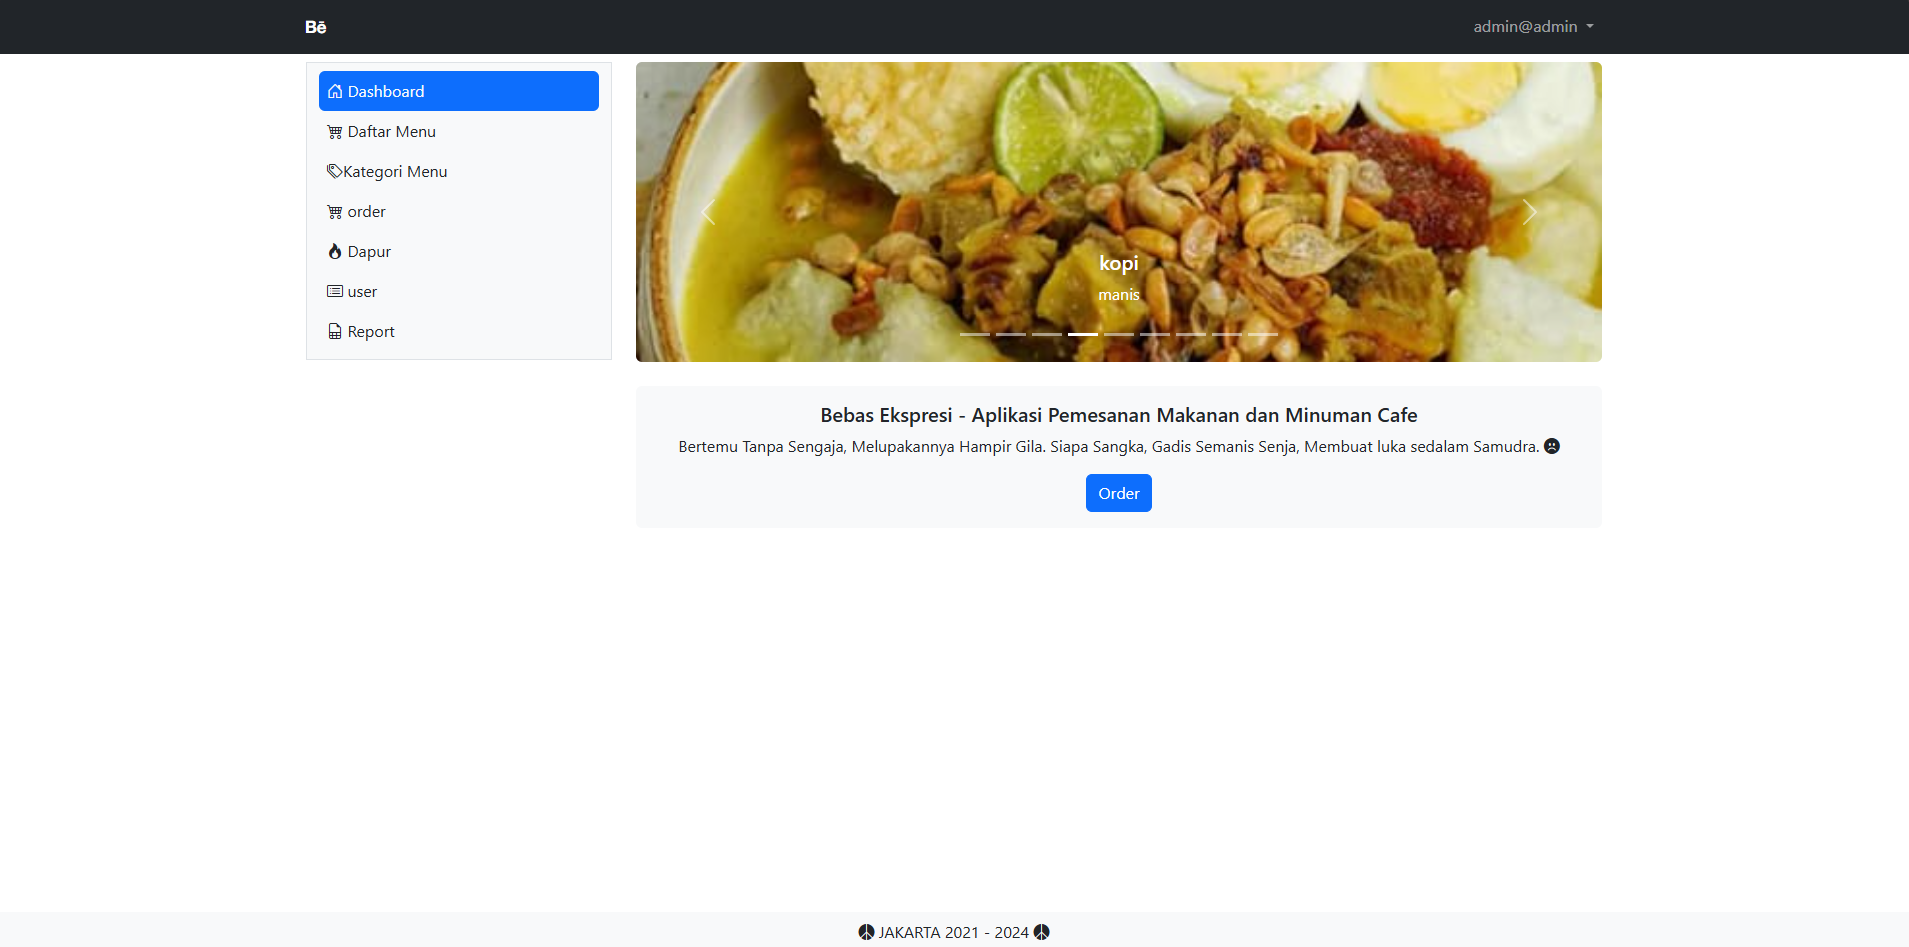 Bē
admin@admin
Dashboard
Daftar Menu
Kategori Menu
order
Dapur
user
Report
kopi
manis
Bebas Ekspresi - Aplikasi Pemesanan Makanan dan Minuman Cafe
Bertemu Tanpa Sengaja, Melupakannya Hampir Gila. Siapa Sangka, Gadis Semanis Senja, Membuat luka sedalam Samudra.
Order
JAKARTA 2021 - 2024